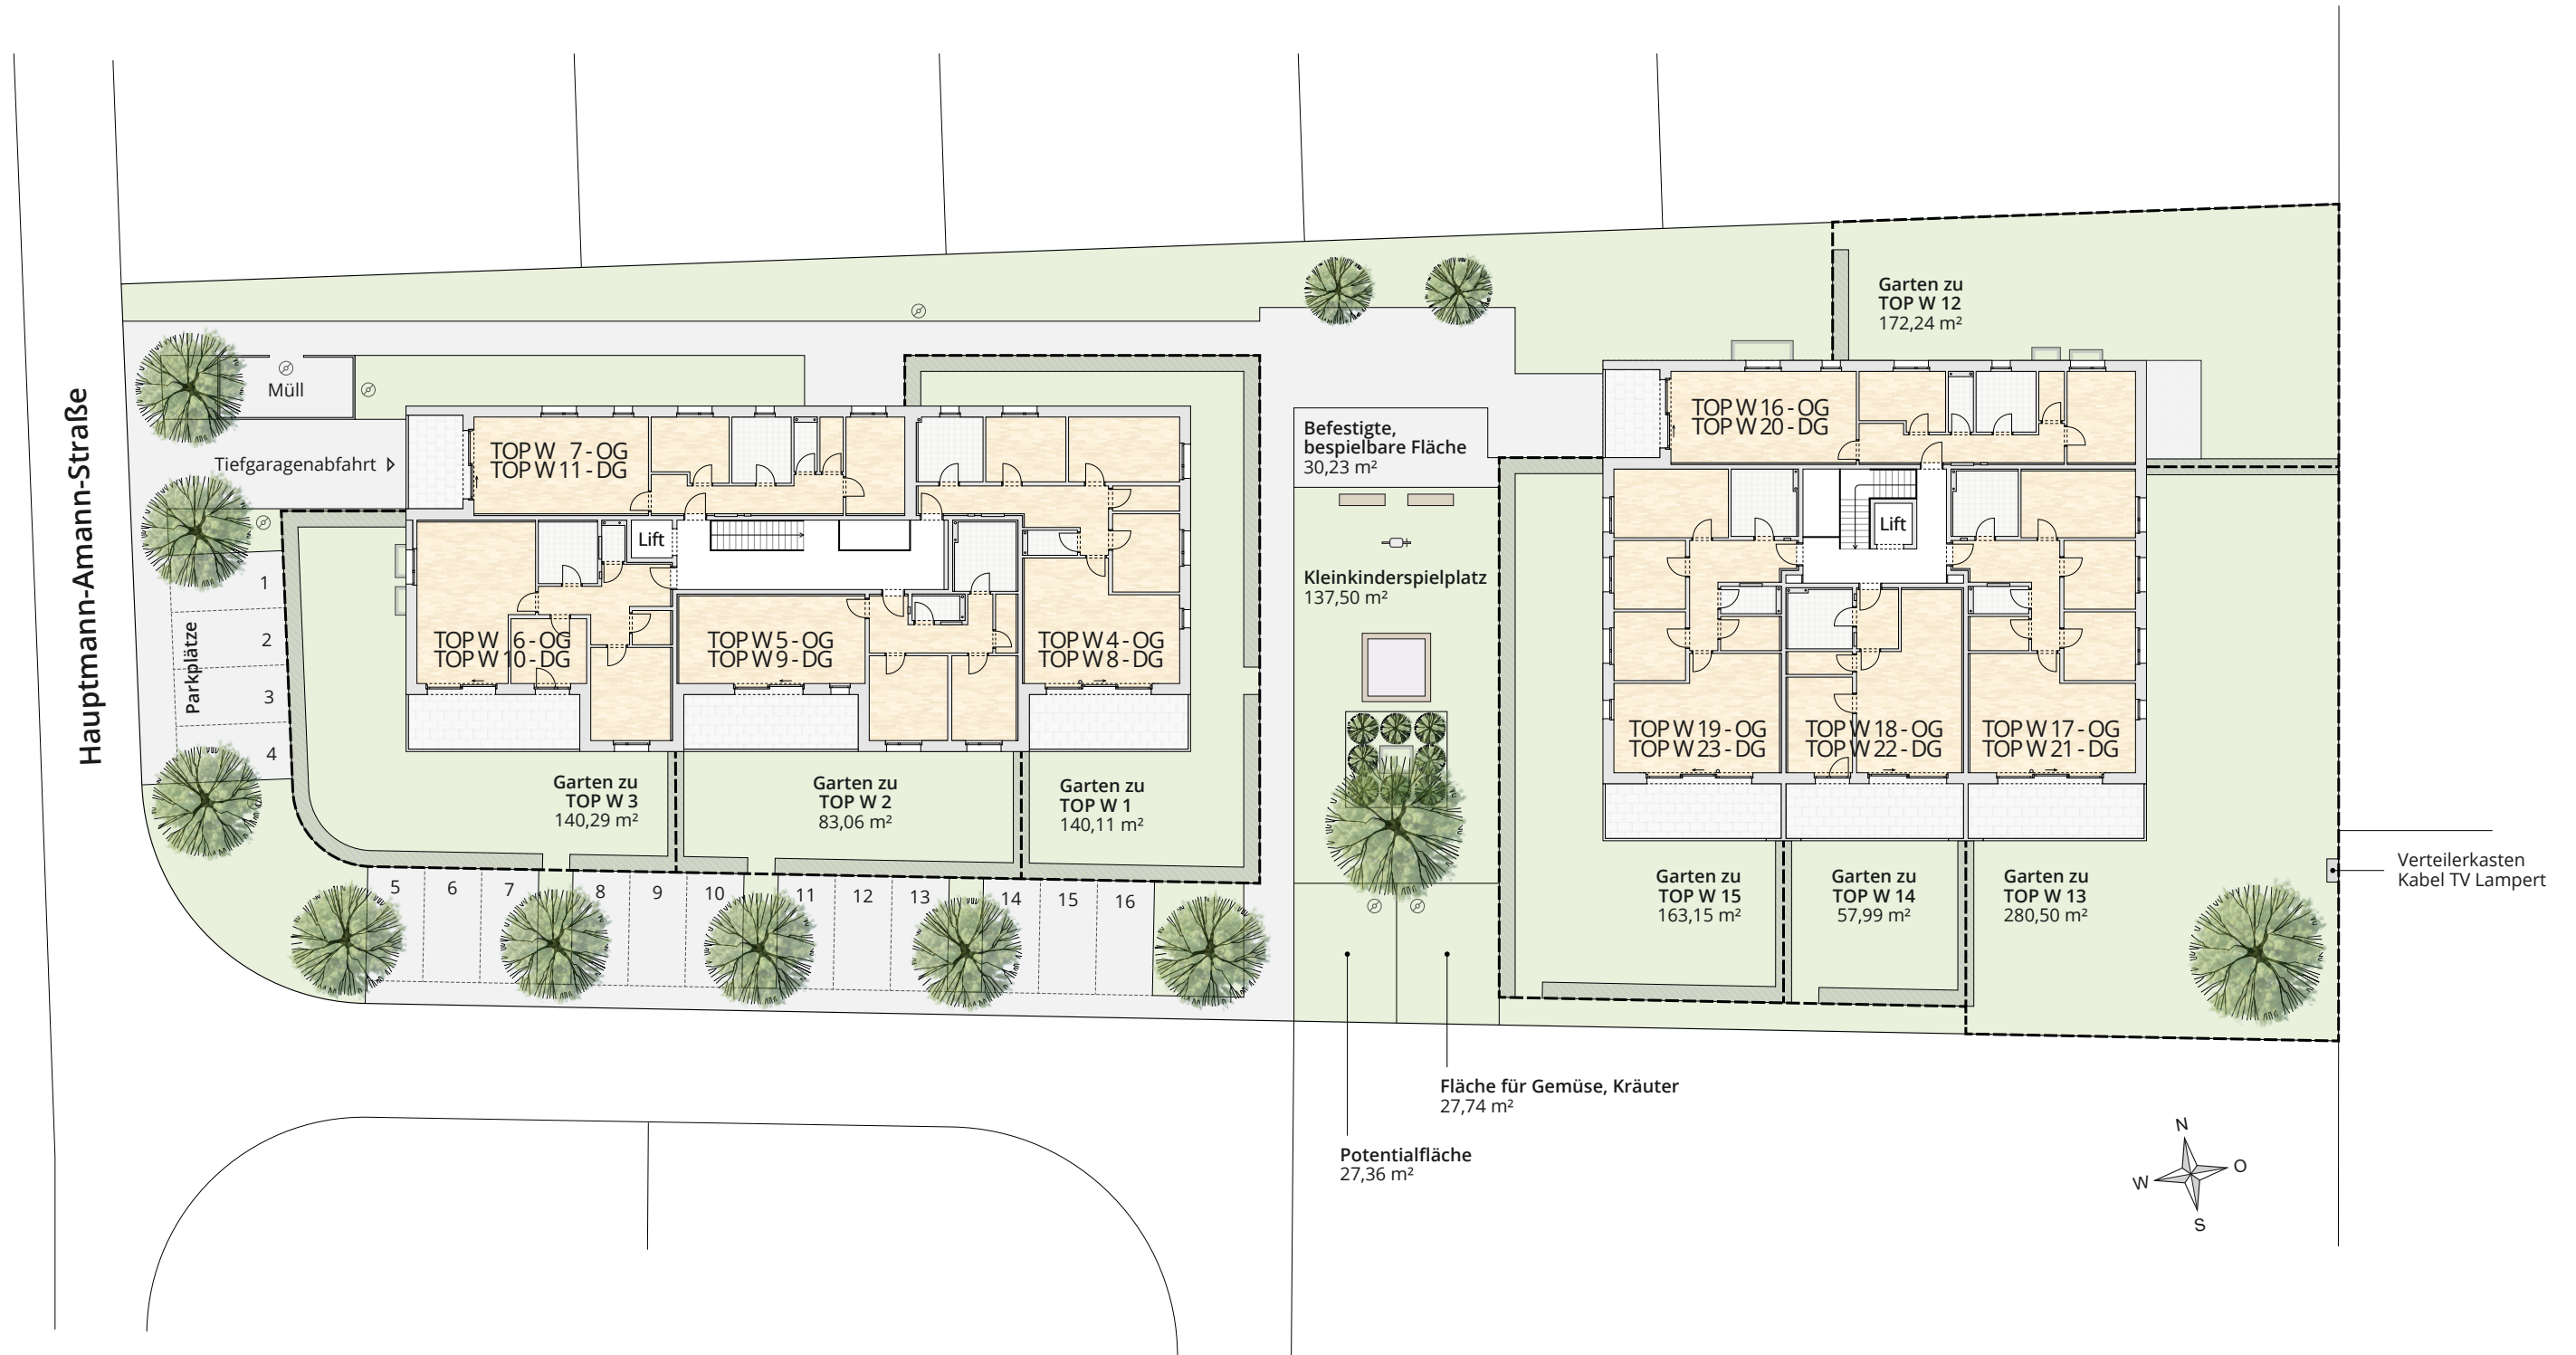 Hauptmann-Amann-Straße
Müll
Tiefgaragenabfahrt
Parkplätze
1
2
3
4
5
6
7
8
9
10
11
12
13
14
15
16
TOP W 7 - OG
TOP W 11 - DG
Lift
TOP W 6 - OG
TOP W 10 - DG
TOP W 5 - OG
TOP W 9 - DG
TOP W 4 - OG
TOP W 8 - DG
Garten zu
TOP W 3
140,29 m²
Garten zu
TOP W 2
83,06 m²
Garten zu
TOP W 1
140,11 m²
Befestigte,
bespielbare Fläche
30,23 m²
Kleinkinderspielplatz
137,50 m²
Garten zu
TOP W 12
172,24 m²
TOP W 16 - OG
TOP W 20 - DG
Lift
TOP W 19 - OG
TOP W 23 - DG
TOP W 18 - OG
TOP W 22 - DG
TOP W 17 - OG
TOP W 21 - DG
Garten zu
TOP W 15
163,15 m²
Garten zu
TOP W 14
57,99 m²
Garten zu
TOP W 13
280,50 m²
Verteilerkasten
Kabel TV Lampert
Fläche für Gemüse, Kräuter
27,74 m²
Potentialfläche
27,36 m²
N
O
W
S